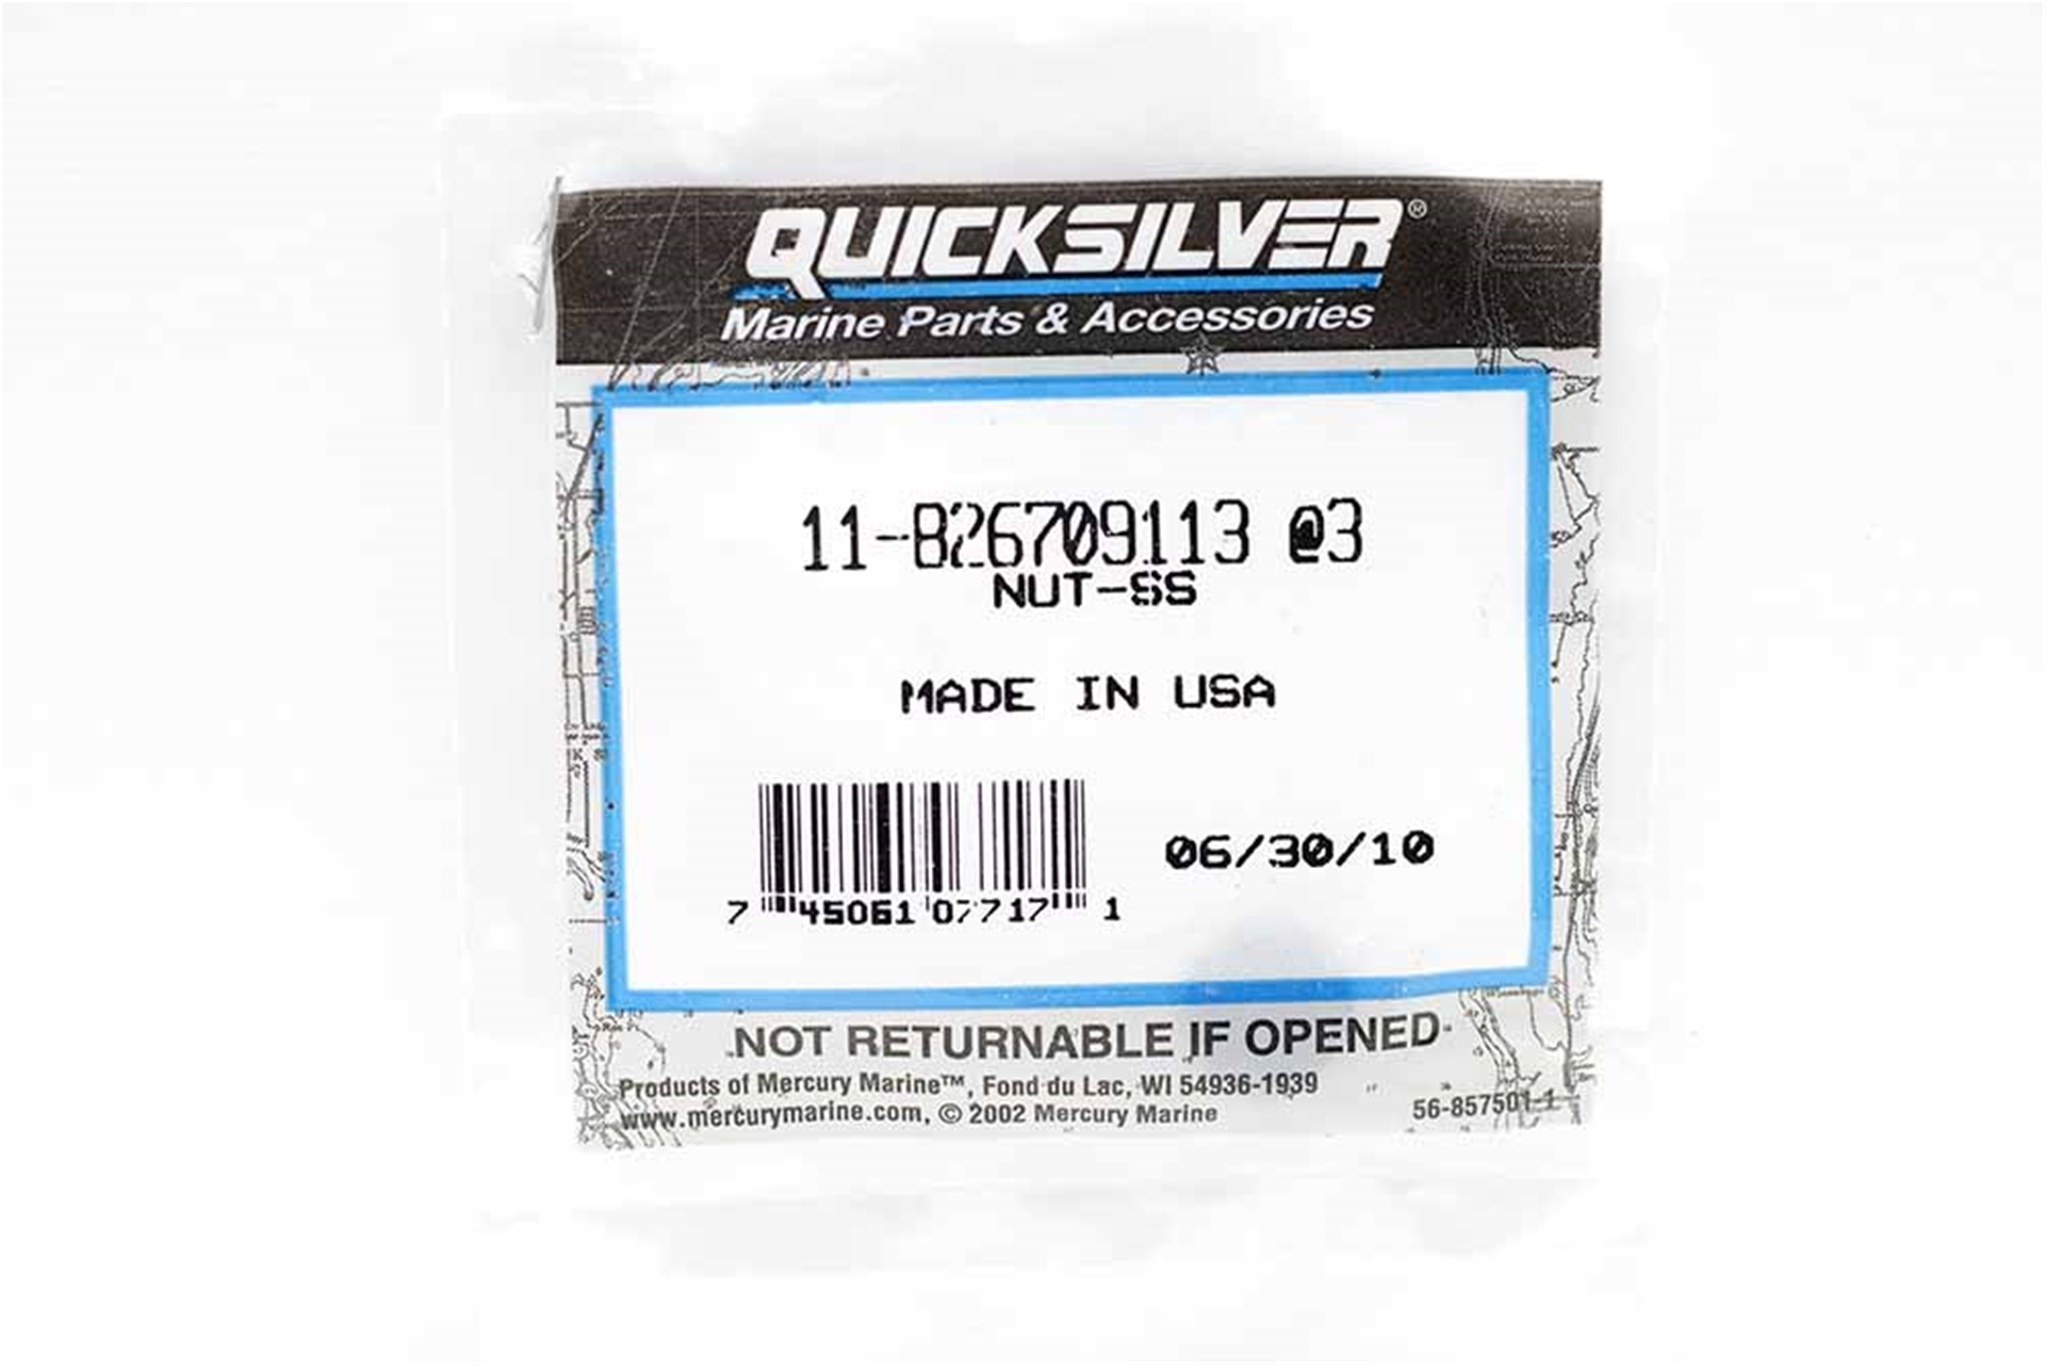 QUICKSILVER®
Marine Parts & Accessories
11-826709113 @3
NUT-SS
MADE IN USA
06/30/10
7 45061 07717 1
NOT RETURNABLE IF OPENED
Products of Mercury Marine™, Fond du Lac, WI 54936-1939
www.mercurymarine.com, © 2002 Mercury Marine
56-857501-1